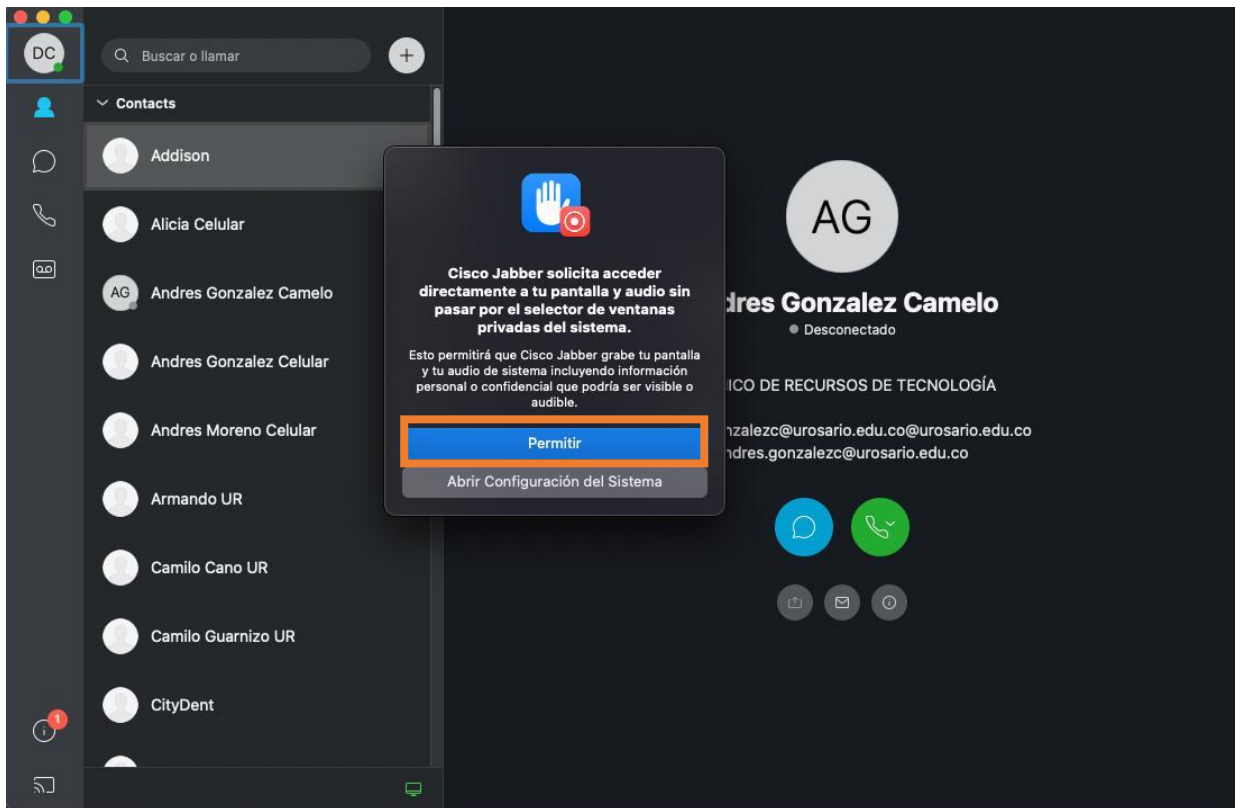 DC
Buscar o llamar
Contacts
Addison
Alicia Celular
AG
Andres Gonzalez Camelo
Andres Gonzalez Celular
Andres Moreno Celular
Armando UR
Camilo Cano UR
Camilo Guarnizo UR
CityDent
1
Cisco Jabber solicita acceder
directamente a tu pantalla y audio sin
pasar por el selector de ventanas
privadas del sistema.
Esto permitirá que Cisco Jabber grabe tu pantalla
y tu audio de sistema incluyendo información
personal o confidencial que podría ser visible o
audible.
Permitir
Abrir Configuración del Sistema
AG
dres Gonzalez Camelo
Desconectado
ICO DE RECURSOS DE TECNOLOGÍA
nzalezc@urosario.edu.co@urosario.edu.co
ndres.gonzalezc@urosario.edu.co